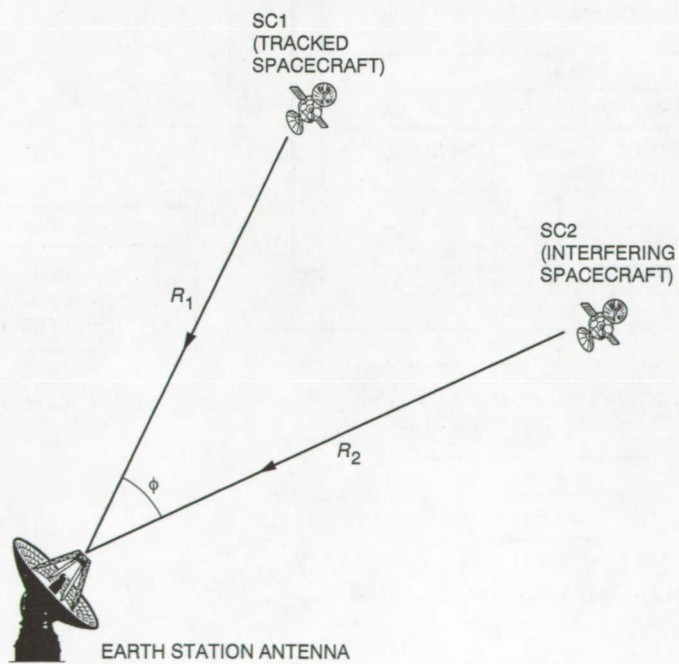 SC1
(TRACKED
SPACECRAFT)
SC2
(INTERFERING
SPACECRAFT)
R1
R2
ϕ
EARTH STATION ANTENNA